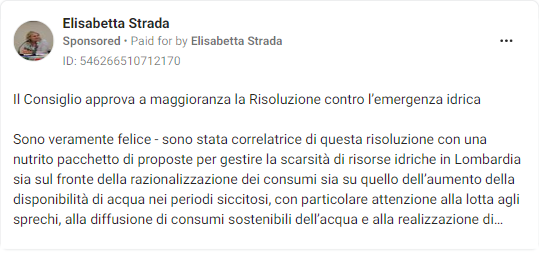 Elisabetta Strada
Sponsored • Paid for by Elisabetta Strada
ID: 546266510712170
Il Consiglio approva a maggioranza la Risoluzione contro l'emergenza idrica
Sono veramente felice - sono stata correlatrice di questa risoluzione con una
nutrito pacchetto di proposte per gestire la scarsità di risorse idriche in Lombardia
sia sul fronte della razionalizzazione dei consumi sia su quello dell'aumento della
disponibilità di acqua nei periodi siccitosi, con particolare attenzione alla lotta agli
sprechi, alla diffusione di consumi sostenibili dell'acqua e alla realizzazione di...